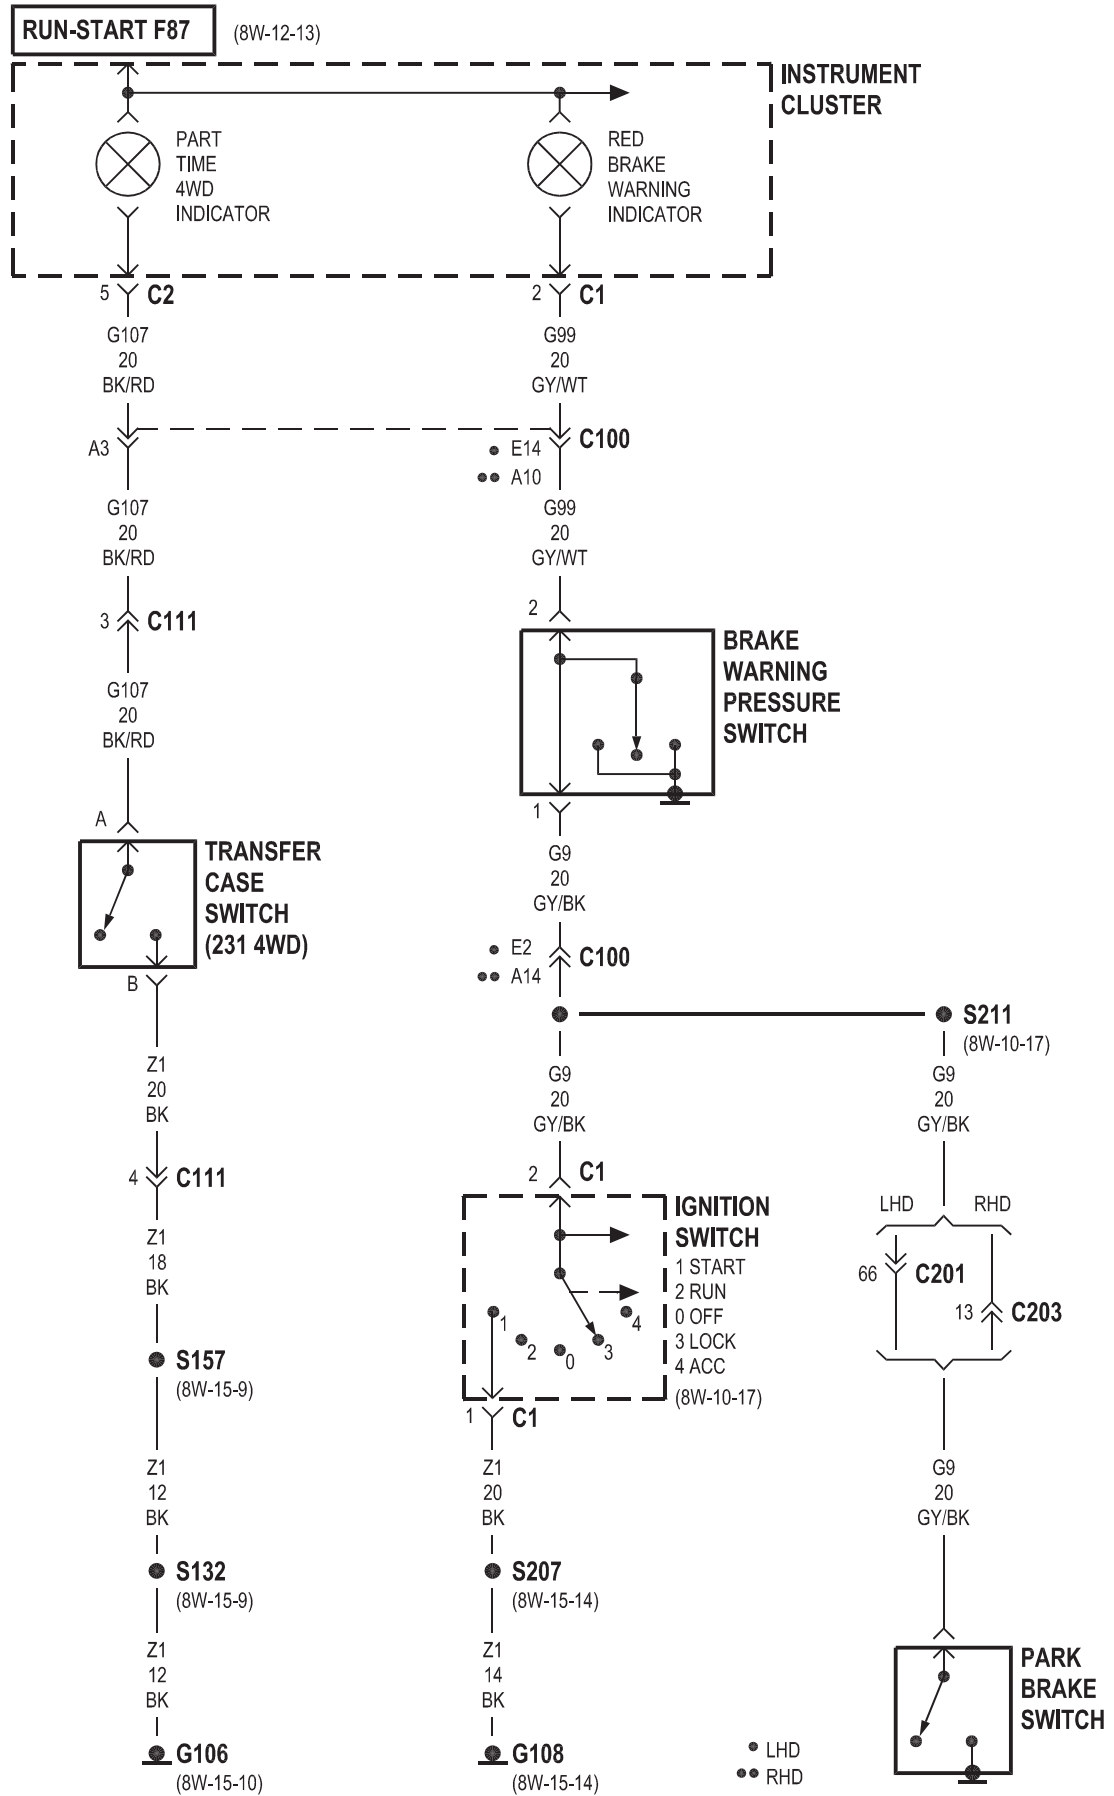 RUN-START F87
(8W-12-13)
INSTRUMENT
CLUSTER
PART
TIME
4WD
INDICATOR
RED
BRAKE
WARNING
INDICATOR
5
C2
2
C1
G107
20
BK/RD
G99
20
GY/WT
A3
C100
E14
A10
G107
20
BK/RD
G99
20
GY/WT
3
C111
2
BRAKE
WARNING
PRESSURE
SWITCH
G107
20
BK/RD
1
A
TRANSFER
CASE
SWITCH
(231 4WD)
G9
20
GY/BK
E2
A14
C100
B
S211
(8W-10-17)
Z1
20
BK
G9
20
GY/BK
G9
20
GY/BK
4
C111
2
C1
IGNITION
SWITCH
1 START
2 RUN
0 OFF
3 LOCK
4 ACC
(8W-10-17)
1
2
0
3
4
LHD
RHD
66
C201
13
C203
Z1
18
BK
S157
(8W-15-9)
1
C1
Z1
12
BK
Z1
20
BK
G9
20
GY/BK
S132
(8W-15-9)
S207
(8W-15-14)
Z1
12
BK
Z1
14
BK
PARK
BRAKE
SWITCH
G106
(8W-15-10)
G108
(8W-15-14)
LHD
RHD